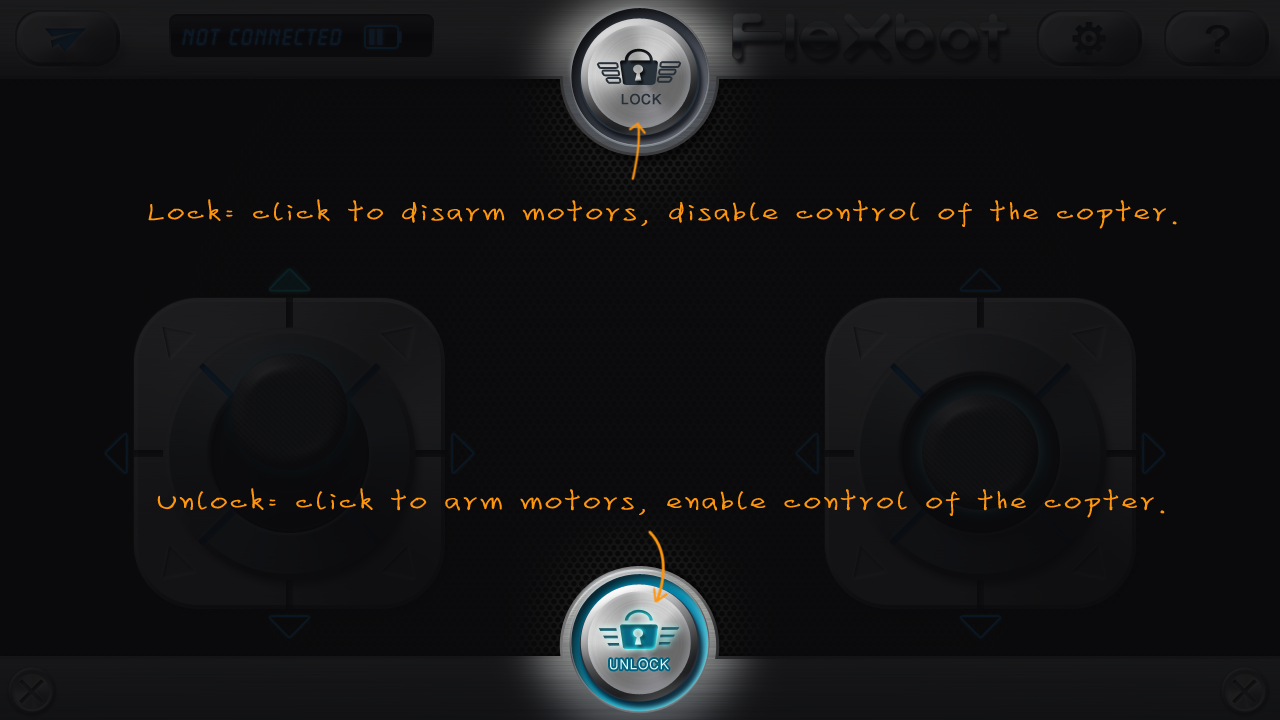 NOT CONNECTED
FleXbot
?
LOCK
Lock= click to disarm motors, disable control of the copter.
Unlock= click to arm motors, enable control of the copter.
UNLOCK